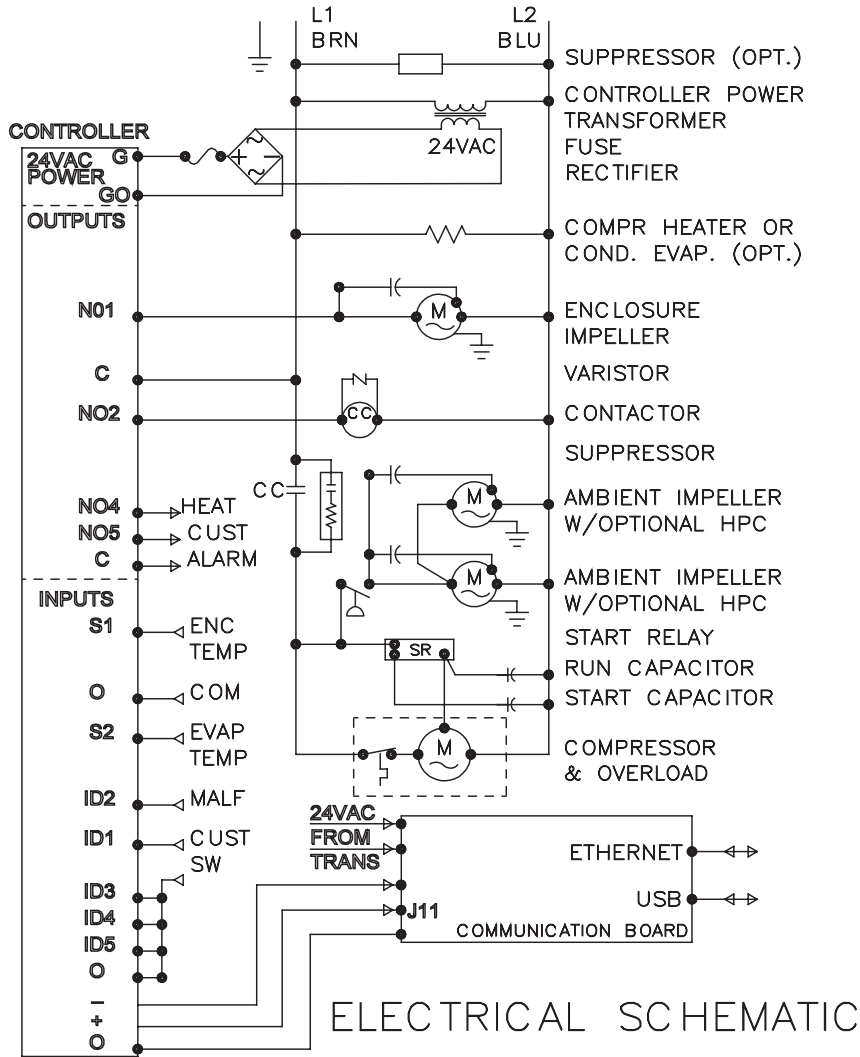 L1
BRN
L2
BLU
SUPPRESSOR (OPT.)
CONTROLLER POWER
TRANSFORMER
FUSE
RECTIFIER
24VAC
CONTROLLER
24VAC
POWER
G
GO
+
-
OUTPUTS
COMPR HEATER OR
COND. EVAP. (OPT.)
N01
M
ENCLOSURE
IMPELLER
C
VARISTOR
NO2
CC
CONTACTOR
SUPPRESSOR
CC
NO4
HEAT
M
AMBIENT IMPELLER
W/OPTIONAL HPC
NO5
CUST
C
ALARM
M
AMBIENT IMPELLER
W/OPTIONAL HPC
INPUTS
S1
ENC
TEMP
START RELAY
SR
RUN CAPACITOR
START CAPACITOR
O
COM
S2
EVAP
TEMP
M
COMPRESSOR
& OVERLOAD
ID2
MALF
ID1
CUST
SW
ID3
ID4
ID5
O
-
+
O
24VAC
FROM
TRANS
J11
ETHERNET
USB
COMMUNICATION BOARD
ELECTRICAL SCHEMATIC